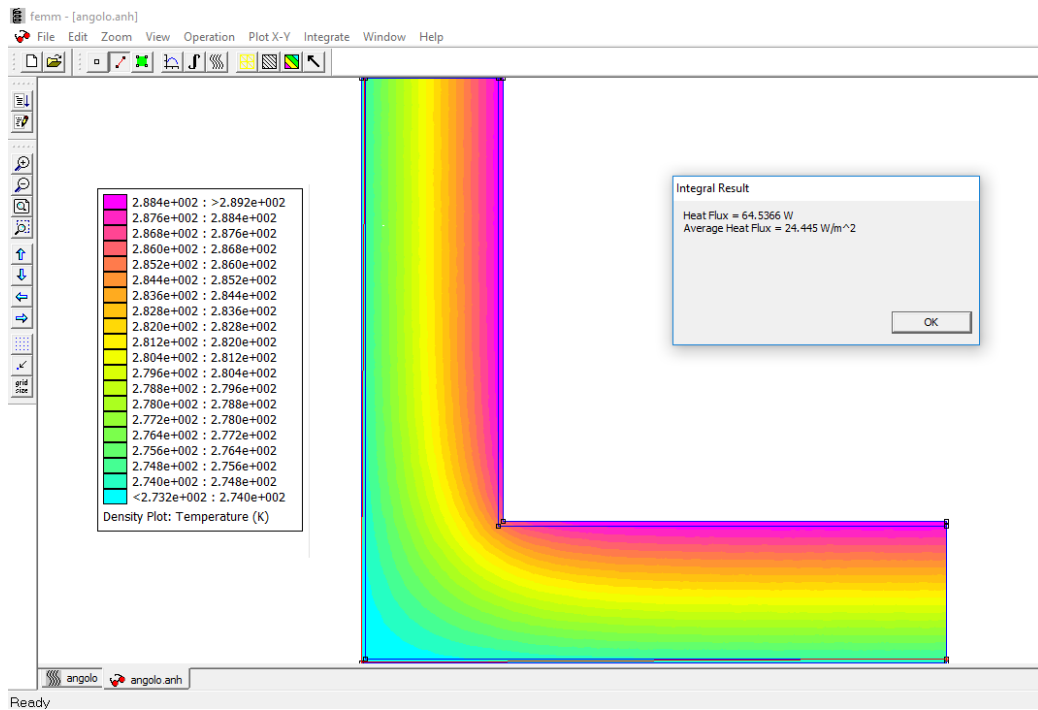 femm - [angolo.anh]
File Edit Zoom View Operation Plot X-Y Integrate Window Help
grid size
2.884e+002 : >2.892e+002
2.876e+002 : 2.884e+002
2.868e+002 : 2.876e+002
2.860e+002 : 2.868e+002
2.852e+002 : 2.860e+002
2.844e+002 : 2.852e+002
2.836e+002 : 2.844e+002
2.828e+002 : 2.836e+002
2.820e+002 : 2.828e+002
2.812e+002 : 2.820e+002
2.804e+002 : 2.812e+002
2.796e+002 : 2.804e+002
2.788e+002 : 2.796e+002
2.780e+002 : 2.788e+002
2.772e+002 : 2.780e+002
2.764e+002 : 2.772e+002
2.756e+002 : 2.764e+002
2.748e+002 : 2.756e+002
2.740e+002 : 2.748e+002
<2.732e+002 : 2.740e+002
Density Plot: Temperature (K)
Integral Result
Heat Flux = 64.5366 W
Average Heat Flux = 24.445 W/m^2
OK
angolo angolo.anh
Ready